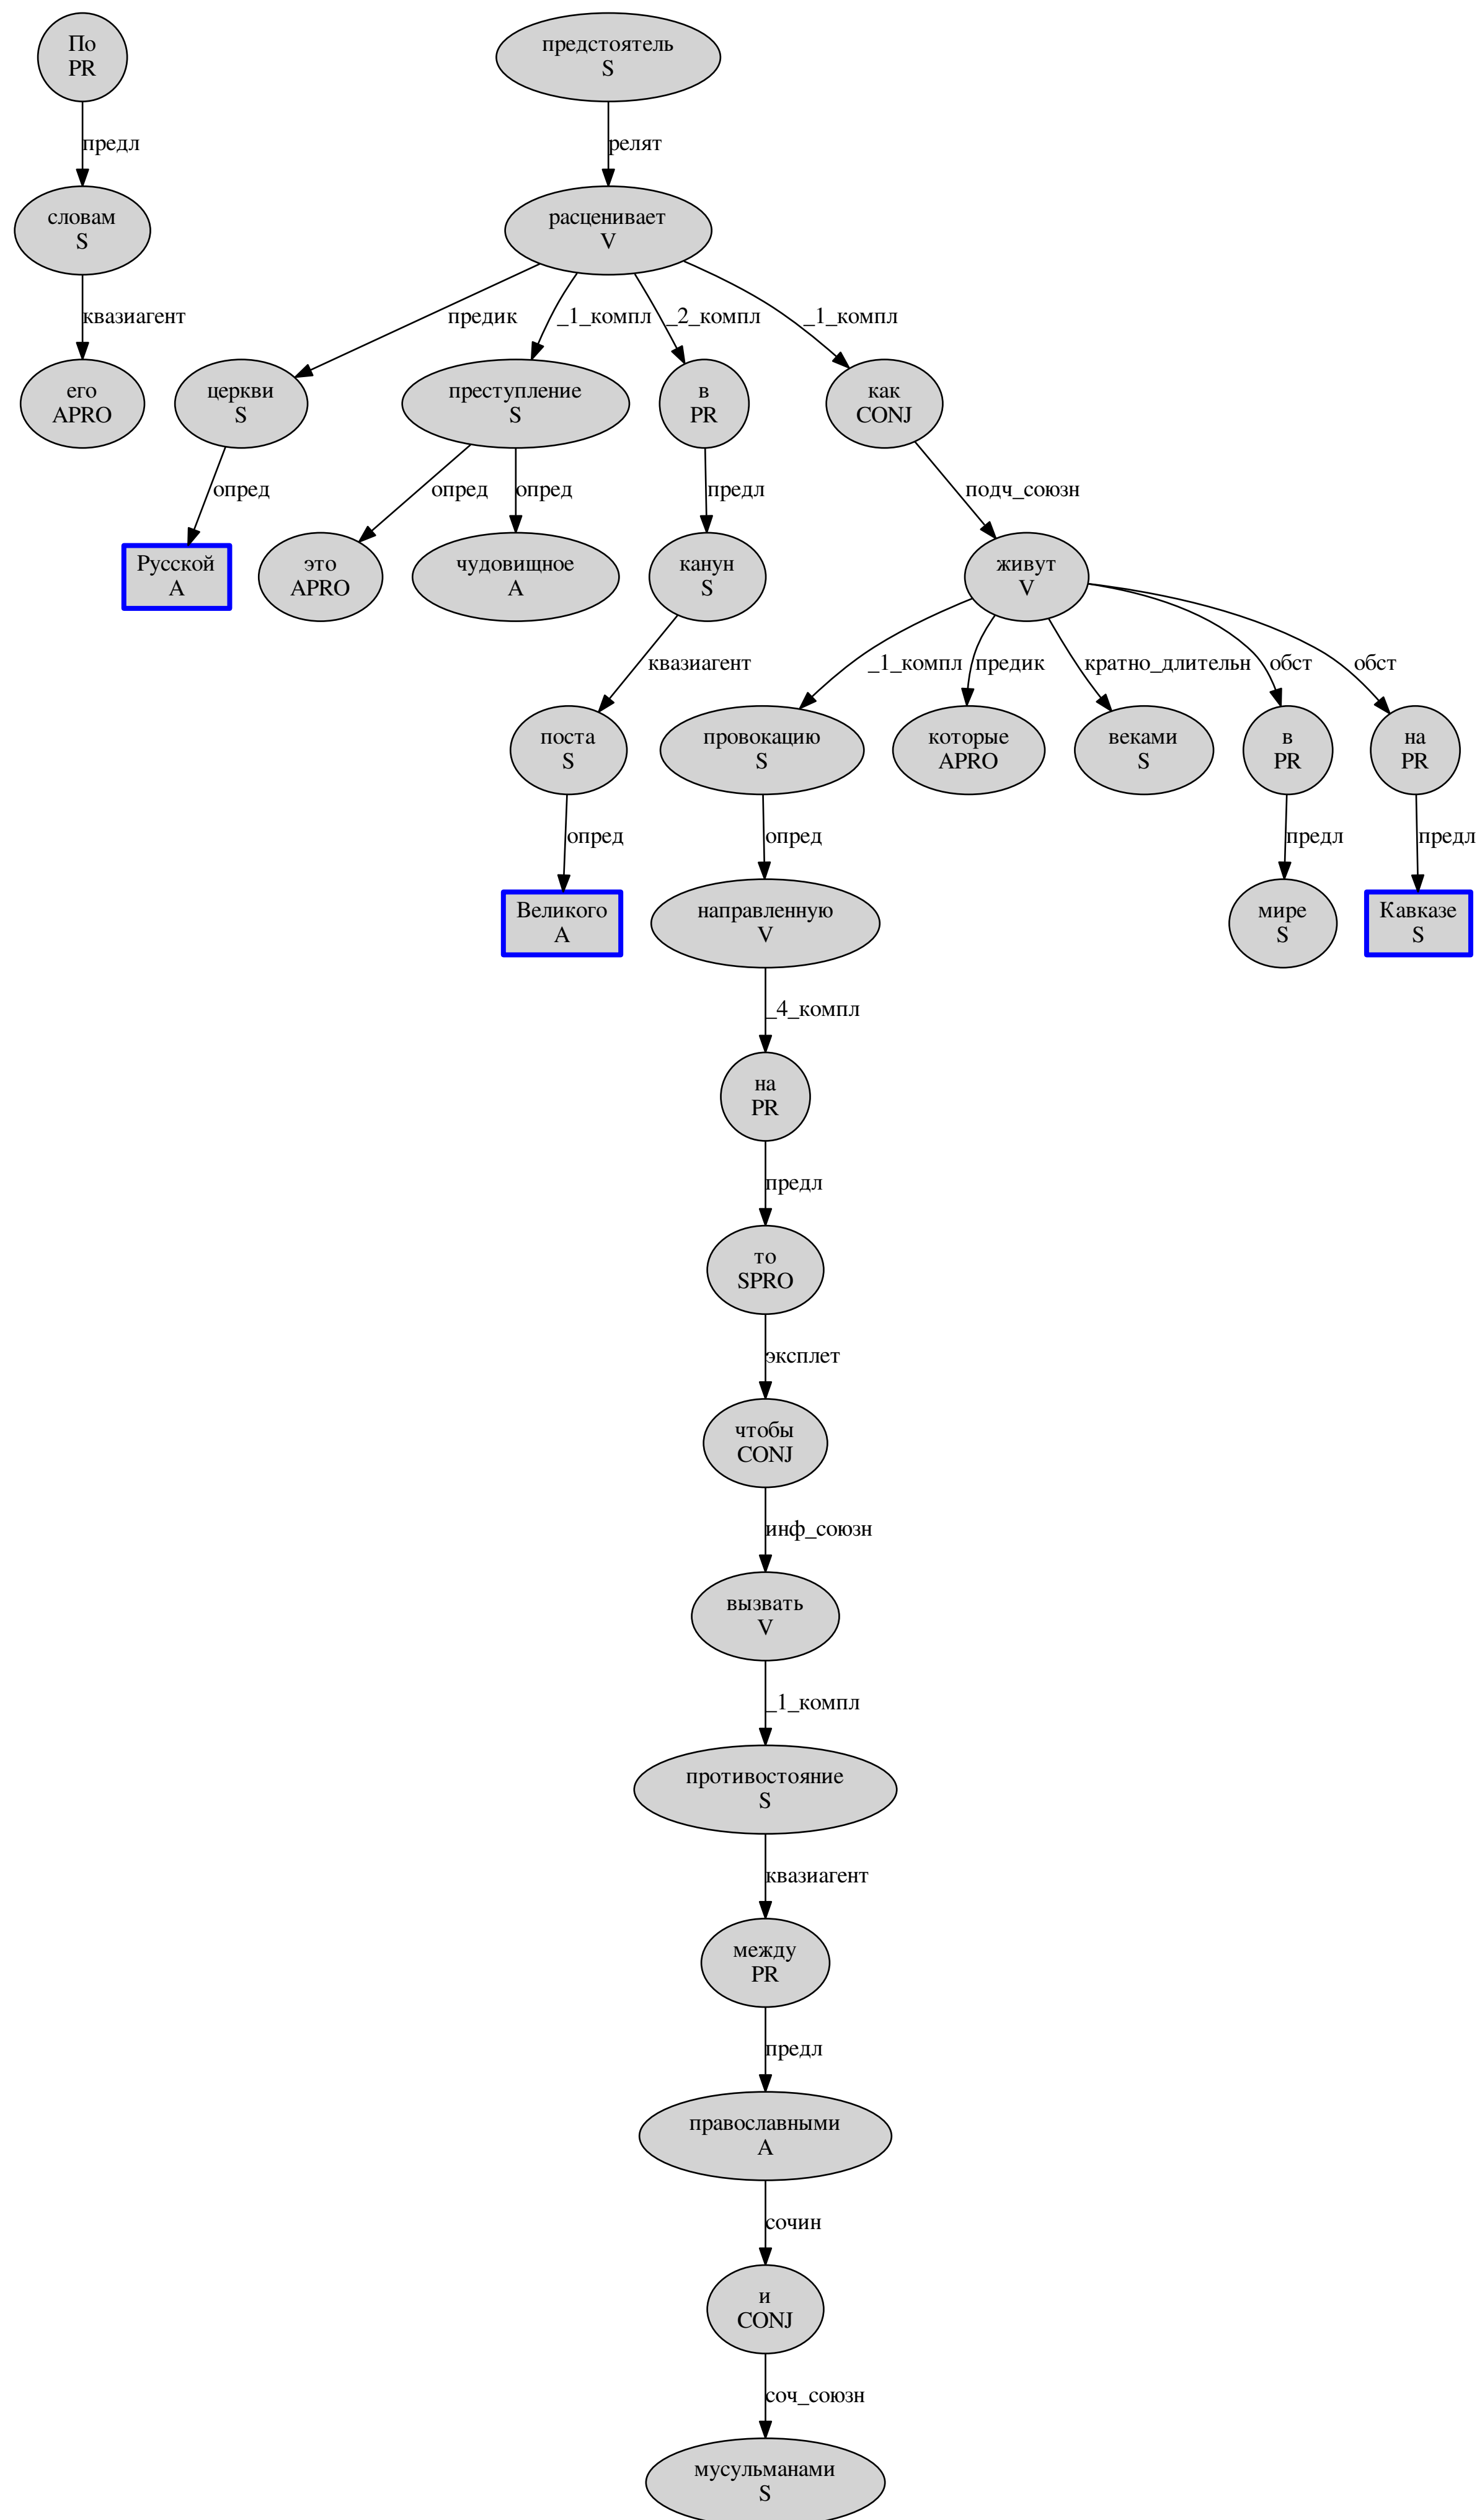 По
PR
предстоятель
S
предл
релят
словам
S
расценивает
V
квазиагент
предик
_1_компл
_2_компл
_1_компл
его
APRO
церкви
S
преступление
S
в
PR
как
CONJ
опред
опред
опред
предл
подч_союзн
Русской
A
это
APRO
чудовищное
A
канун
S
живут
V
квазиагент
_1_компл
предик
кратно_длительн
обст
обст
поста
S
провокацию
S
которые
APRO
веками
S
в
PR
на
PR
опред
опред
предл
предл
Великого
A
направленную
V
мире
S
Кавказе
S
_4_компл
на
PR
предл
то
SPRO
эксплет
чтобы
CONJ
инф_союзн
вызвать
V
_1_компл
противостояние
S
квазиагент
между
PR
предл
православными
A
сочин
и
CONJ
соч_союзн
мусульманами
S